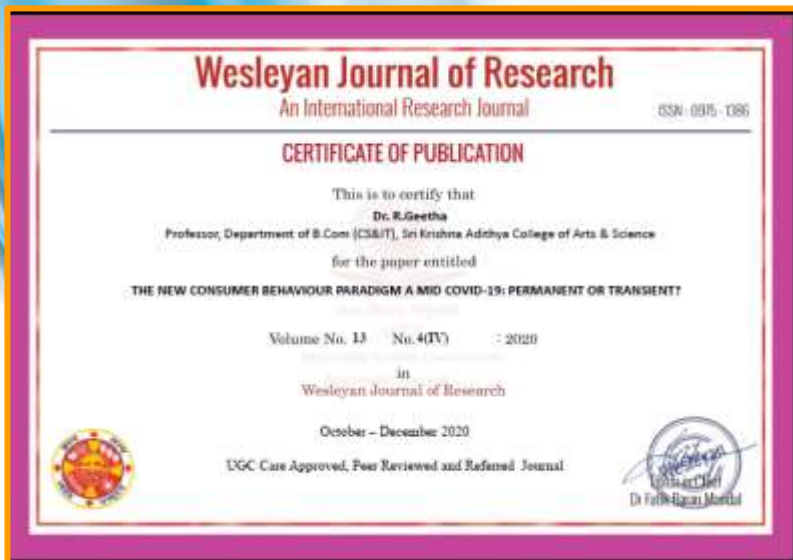 Wesleyan Journal of Research
An International Research Journal
ISSN : 0975 - 1386
CERTIFICATE OF PUBLICATION
This is to certify that
Dr. R.Geetha
Professor, Department of B.Com (CS&IT), Sri Krishna Adithya College of Arts & Science
for the paper entitled
THE NEW CONSUMER BEHAVIOUR PARADIGM A MID COVID-19: PERMANENT OR TRANSIENT?
Volume No. 13 No. 4(IV) : 2020
in
Wesleyan Journal of Research
October – December 2020
UGC Care Approved, Peer Reviewed and Referred Journal
Editor in Chief
Dr Fatik Baran Mandal